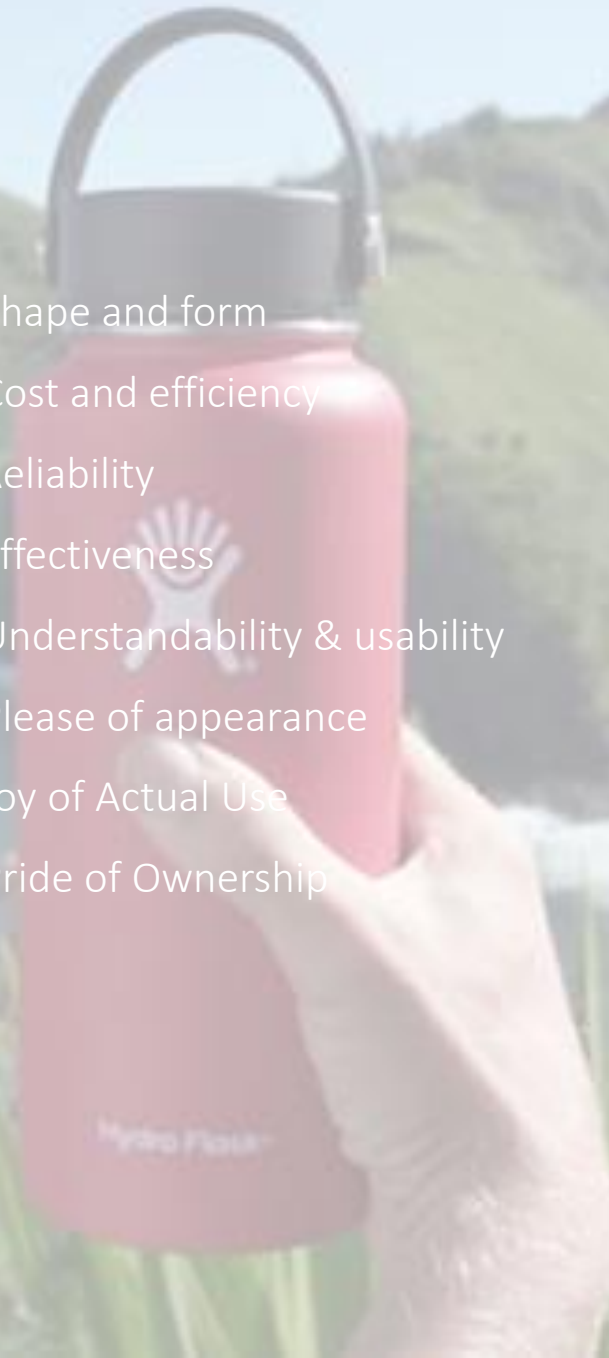 hape and form
Cost and efficiency
eliability
ffectiveness
Understandability & usability
lease of appearance
oy of Actual Use
ride of Ownership
Hydro Flask